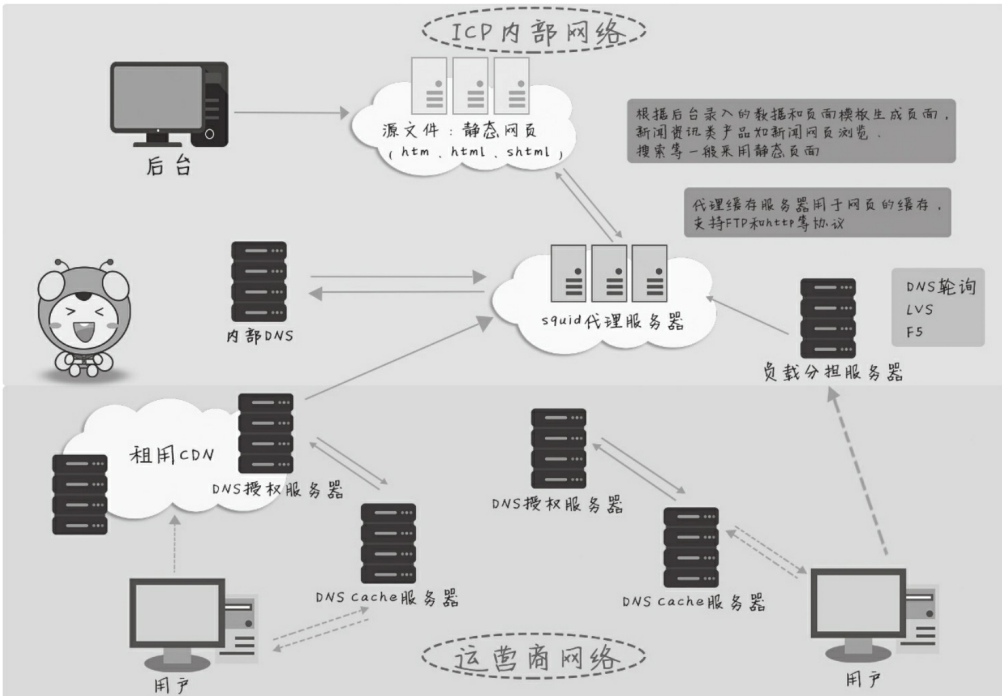 ICP内部网络
源文件:静态网页
(htm、html、shtml)
后台
根据后台录入的数据和页面模板生成页面,
新闻资讯类产品如新闻网页浏览、
搜索等一般采用静态页面
代理缓存服务器用于网页的缓存,
支持FTP和http等协议
内部DNS
squid代理服务器
DNS轮询
LVS
F5
负载分担服务器
租用CDN
DNS授权服务器
DNS授权服务器
DNS cache服务器
DNS cache服务器
运营商网络
用户
用户